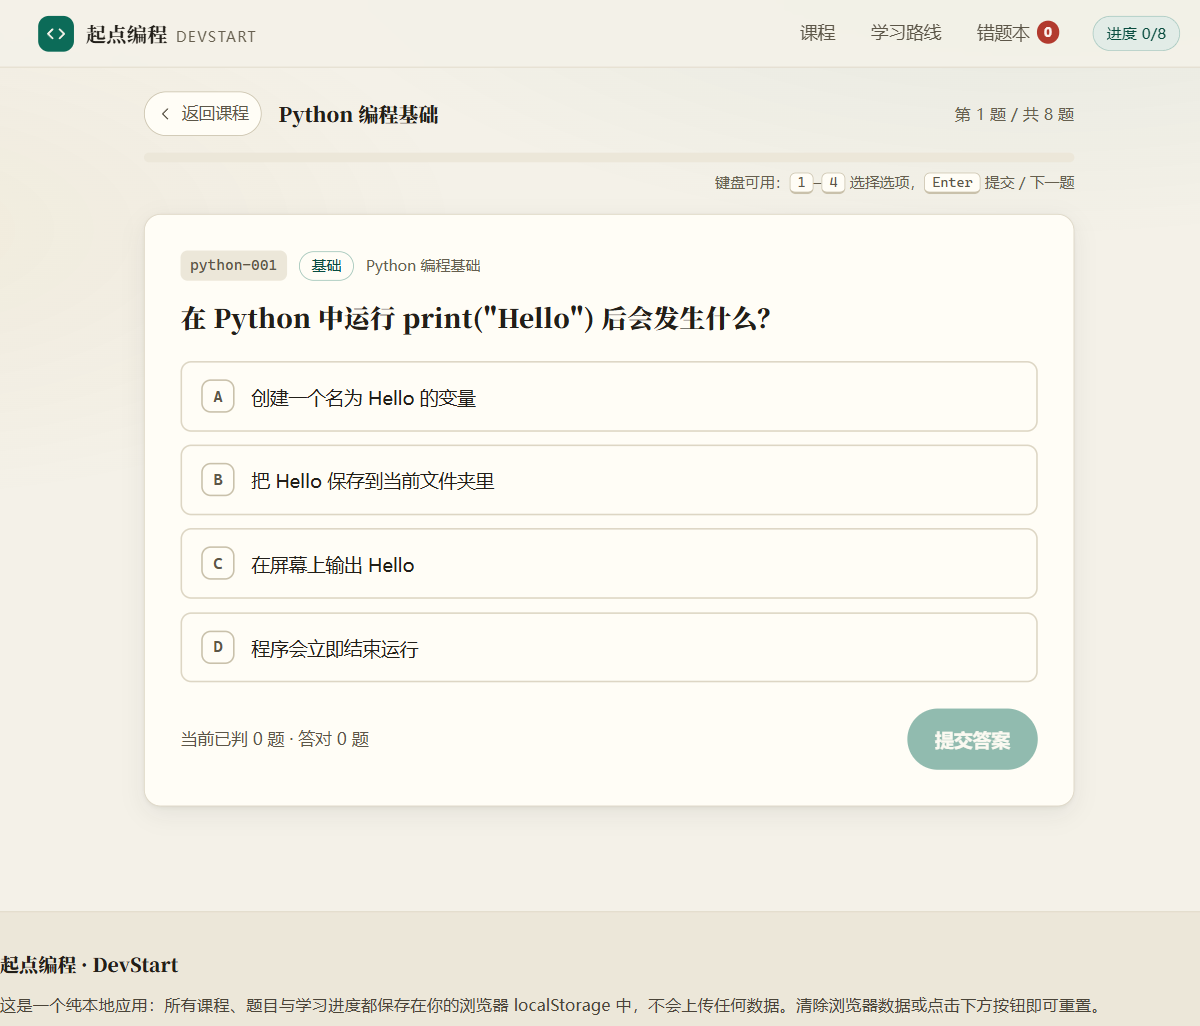 起点编程 DEVSTART
课程 学习路线 错题本 0 进度 0/8
返回课程 Python 编程基础 第 1 题 / 共 8 题
键盘可用： 1 – 4 选择选项， Enter 提交 / 下一题
python-001 基础 Python 编程基础
在 Python 中运行 print("Hello") 后会发生什么?
A 创建一个名为 Hello 的变量
B 把 Hello 保存到当前文件夹里
C 在屏幕上输出 Hello
D 程序会立即结束运行
当前已判 0 题 · 答对 0 题 提交答案
起点编程 · DevStart
这是一个纯本地应用：所有课程、题目与学习进度都保存在你的浏览器 localStorage 中，不会上传任何数据。清除浏览器数据或点击下方按钮即可重置。